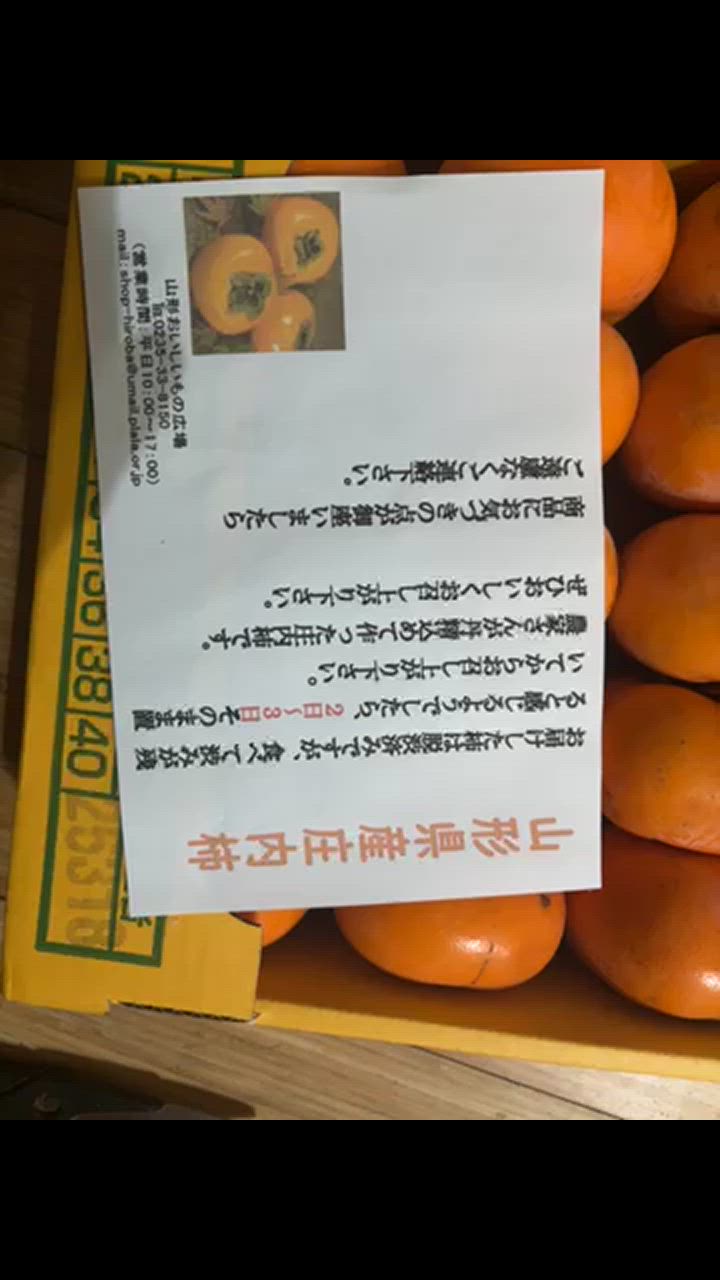 山形県産庄内柿
お届けした柿は脱渋済みですが、食べて渋みが残
ると感じるようでしたら、2日～3日そのまま置
いてからお召し上がり下さい。
農家さんが丹精込めて作った庄内柿です。
ぜひおいしくお召し上がり下さい。
商品にお気づきの点が御座いましたら
ご遠慮なくご連絡下さい。
山形おいしいもの広場
℡0235-33-8150
(営業時間:平日10:00～17:00)
mail:shop-hiroba@umail.plala.or.jp
36 38 40
25318